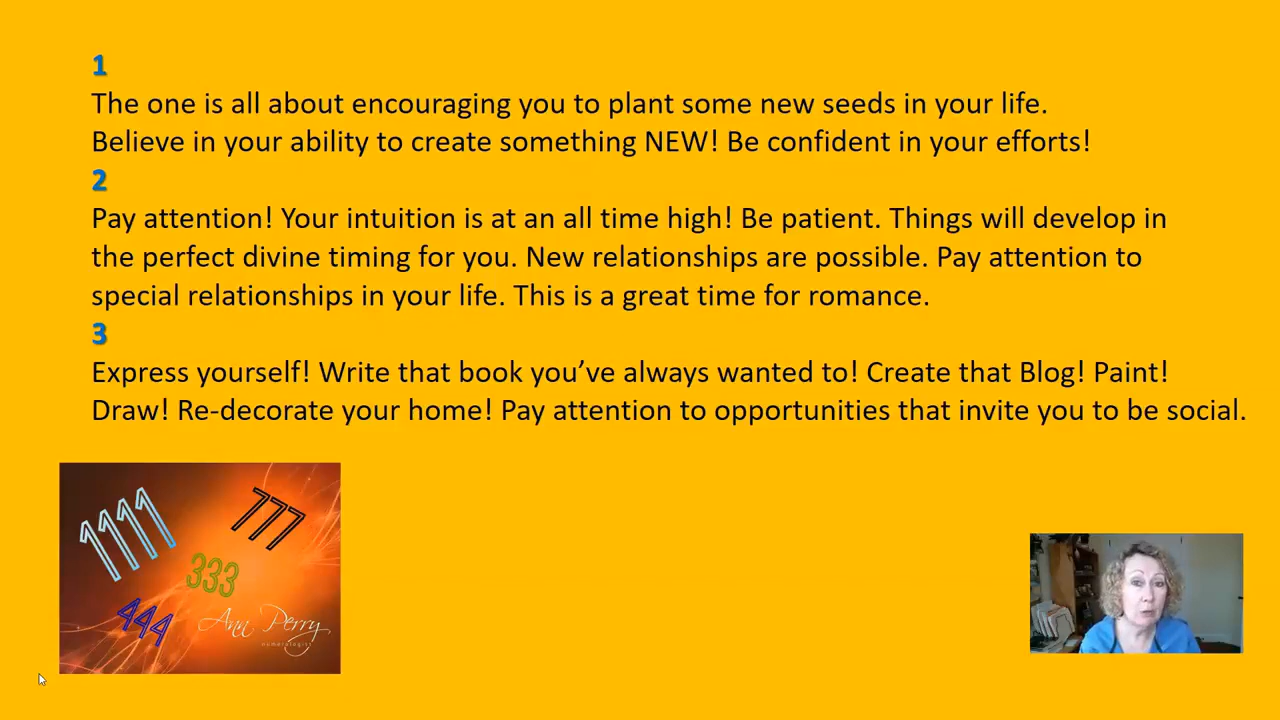 1
The one is all about encouraging you to plant some new seeds in your life.
Believe in your ability to create something NEW! Be confident in your efforts!
2
Pay attention! Your intuition is at an all time high! Be patient. Things will develop in
the perfect divine timing for you. New relationships are possible. Pay attention to
special relationships in your life. This is a great time for romance.
3
Express yourself! Write that book you’ve always wanted to! Create that Blog! Paint!
Draw! Re-decorate your home! Pay attention to opportunities that invite you to be social.
1111
777
333
444
Ann Perry
numerologist